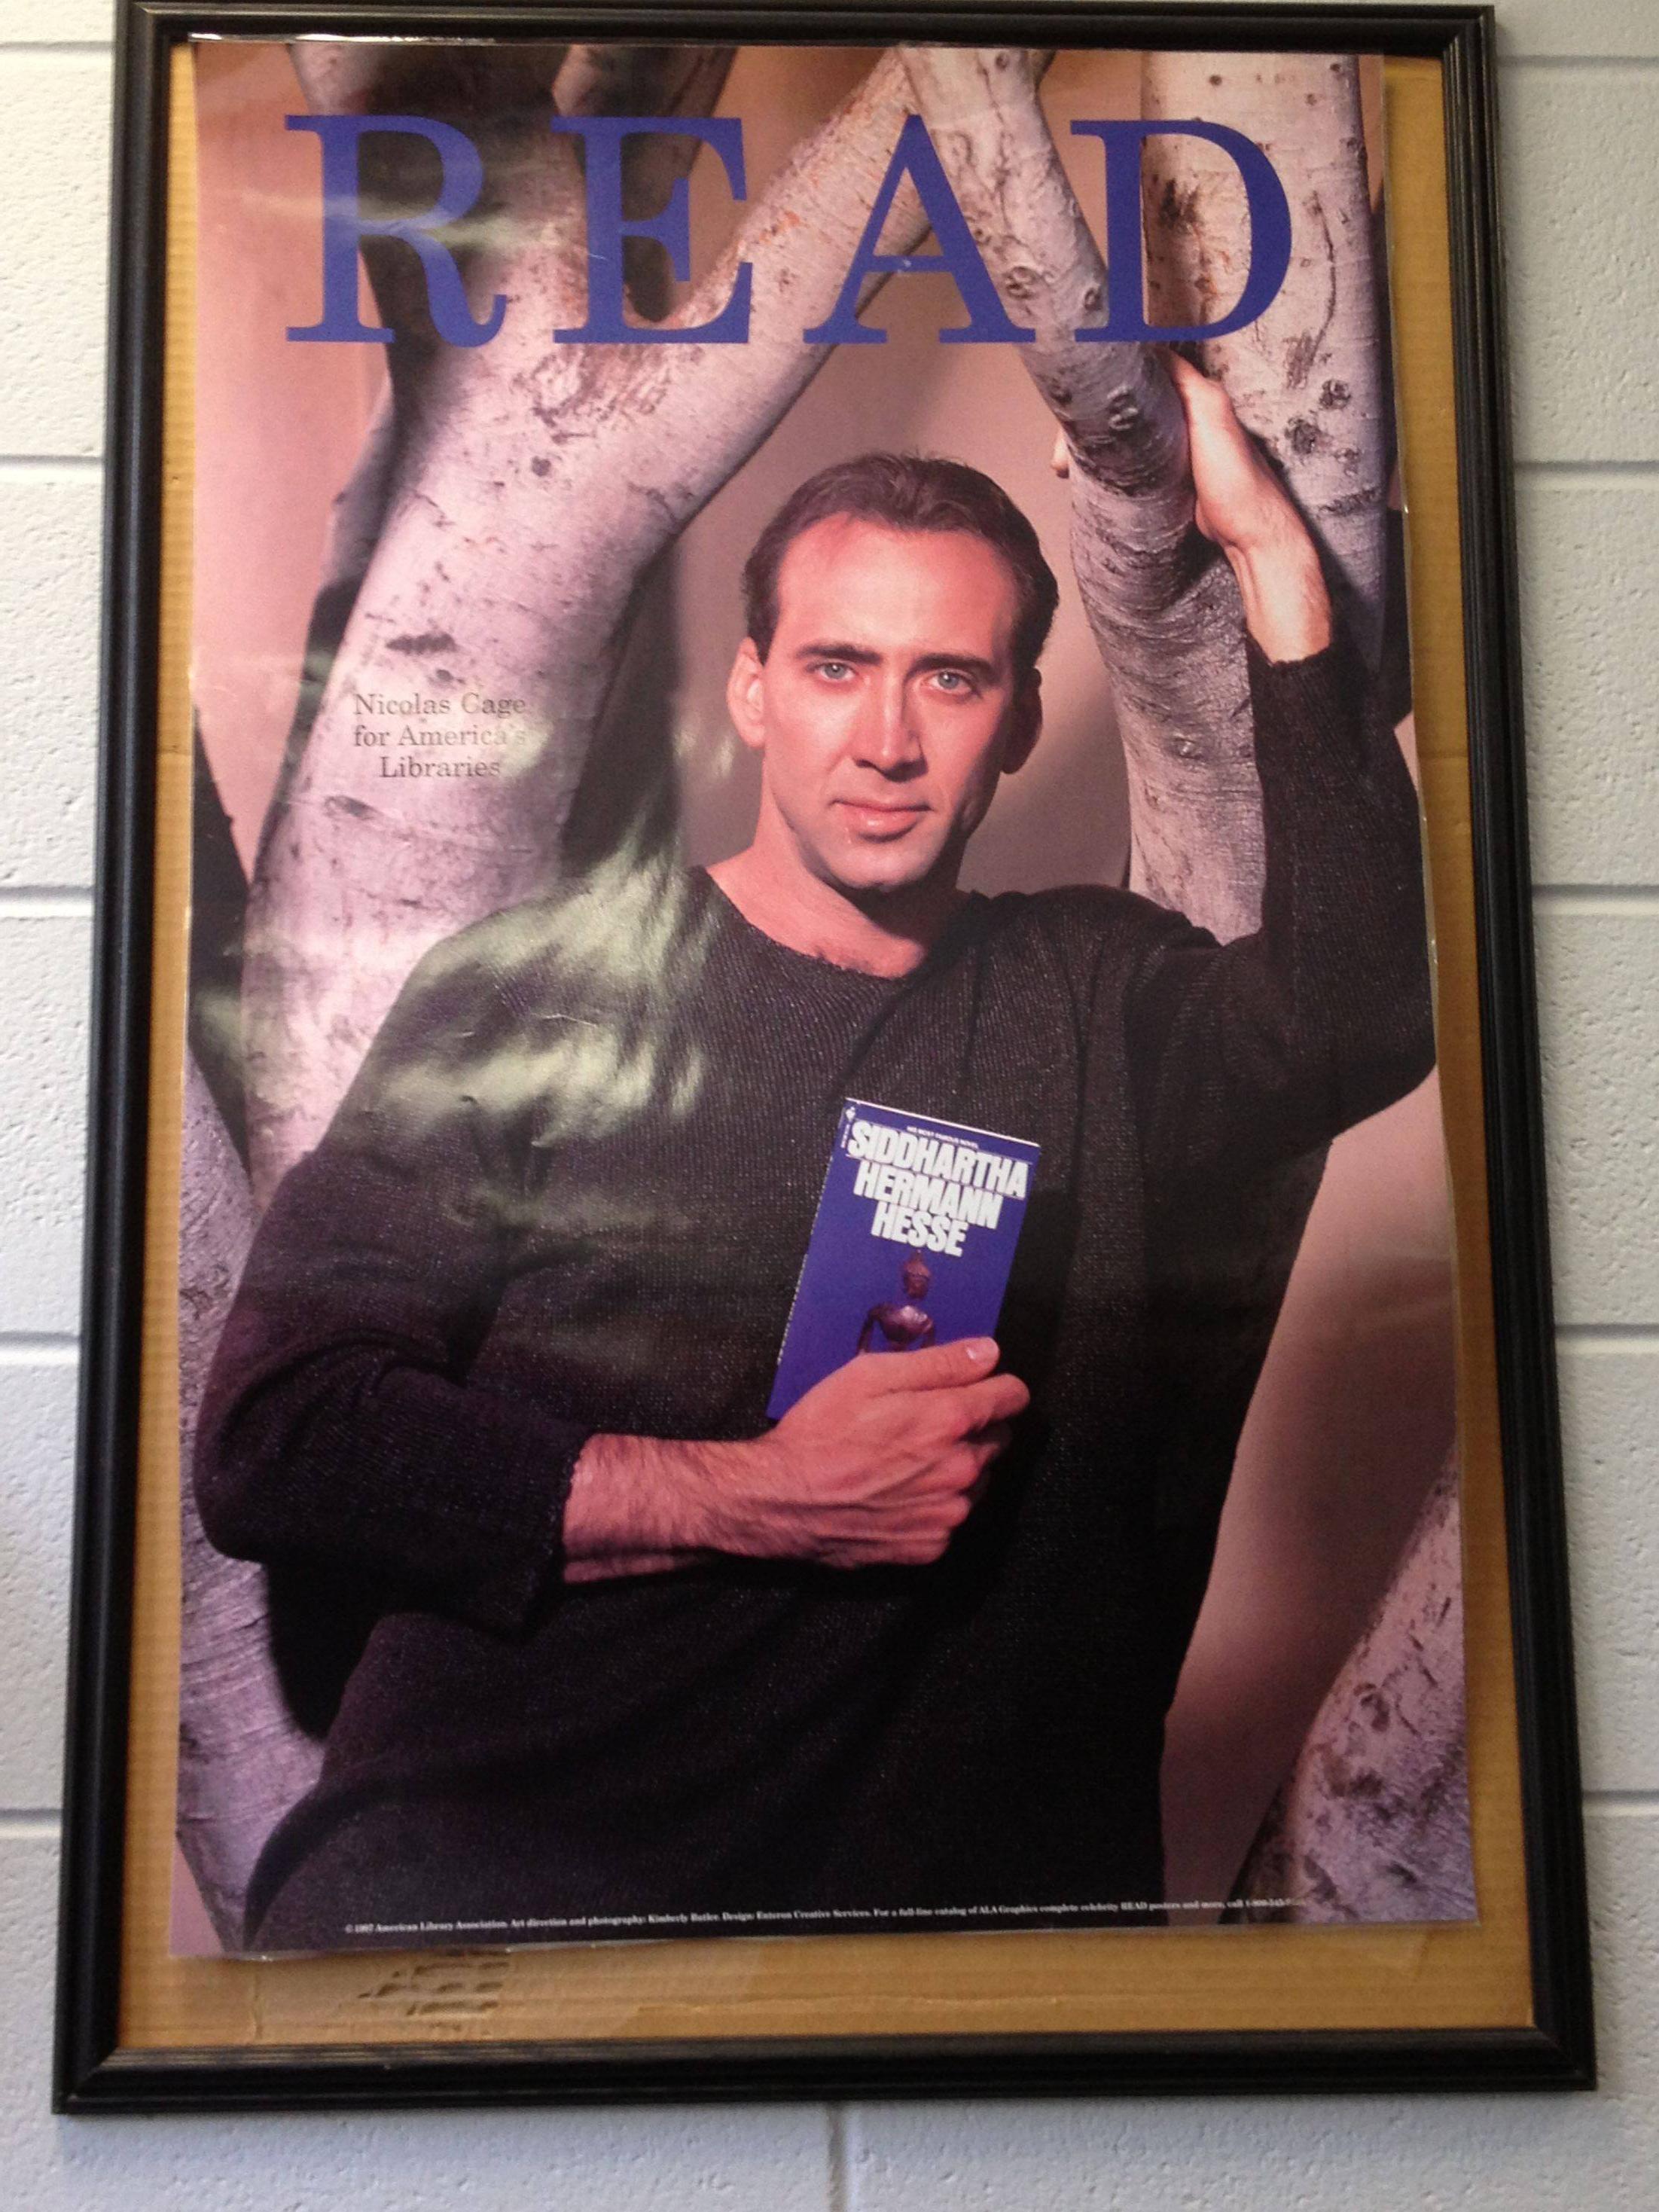 READ
Nicolas Cage
for America's
Libraries
HIS MOST FAMOUS NOVEL
SIDDHARTHA
HERMANN
HESSE
© 1997 American Library Association. Art direction and photography: Kimberly Butler. Design: Enteron Creative Services. For a full-line catalog of ALA Graphics complete celebrity READ posters and more, call